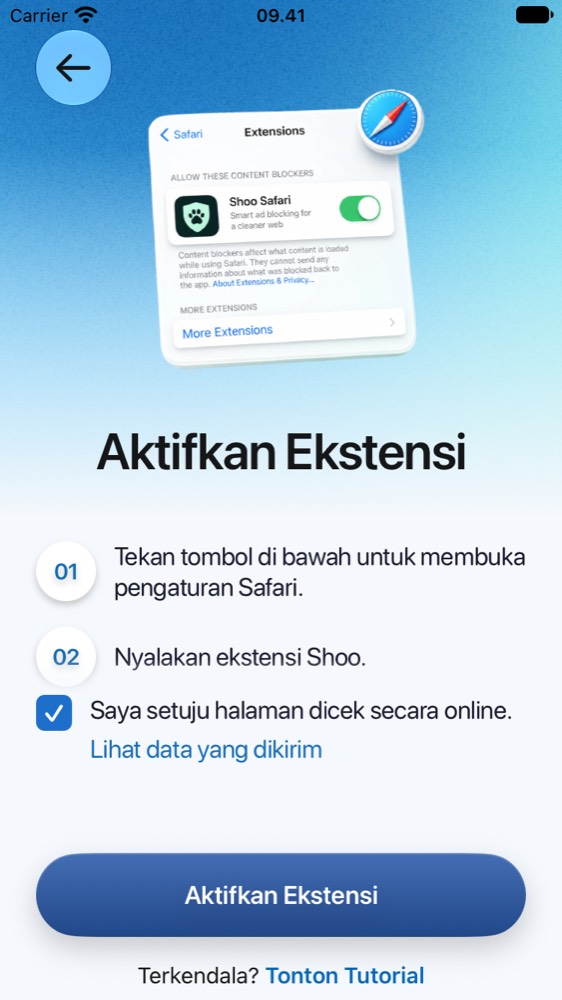 Carrier
09.41
Safari
Extensions
ALLOW THESE CONTENT BLOCKERS
Shoo Safari
Smart ad blocking for
a cleaner web
Content blockers affect what content is loaded
while using Safari. They cannot send any
information about what was blocked back to
the app. About Extensions & Privacy...
MORE EXTENSIONS
More Extensions
Aktifkan Ekstensi
01
Tekan tombol di bawah untuk membuka
pengaturan Safari.
02
Nyalakan ekstensi Shoo.
Saya setuju halaman dicek secara online.
Lihat data yang dikirim
Aktifkan Ekstensi
Terkendala? Tonton Tutorial